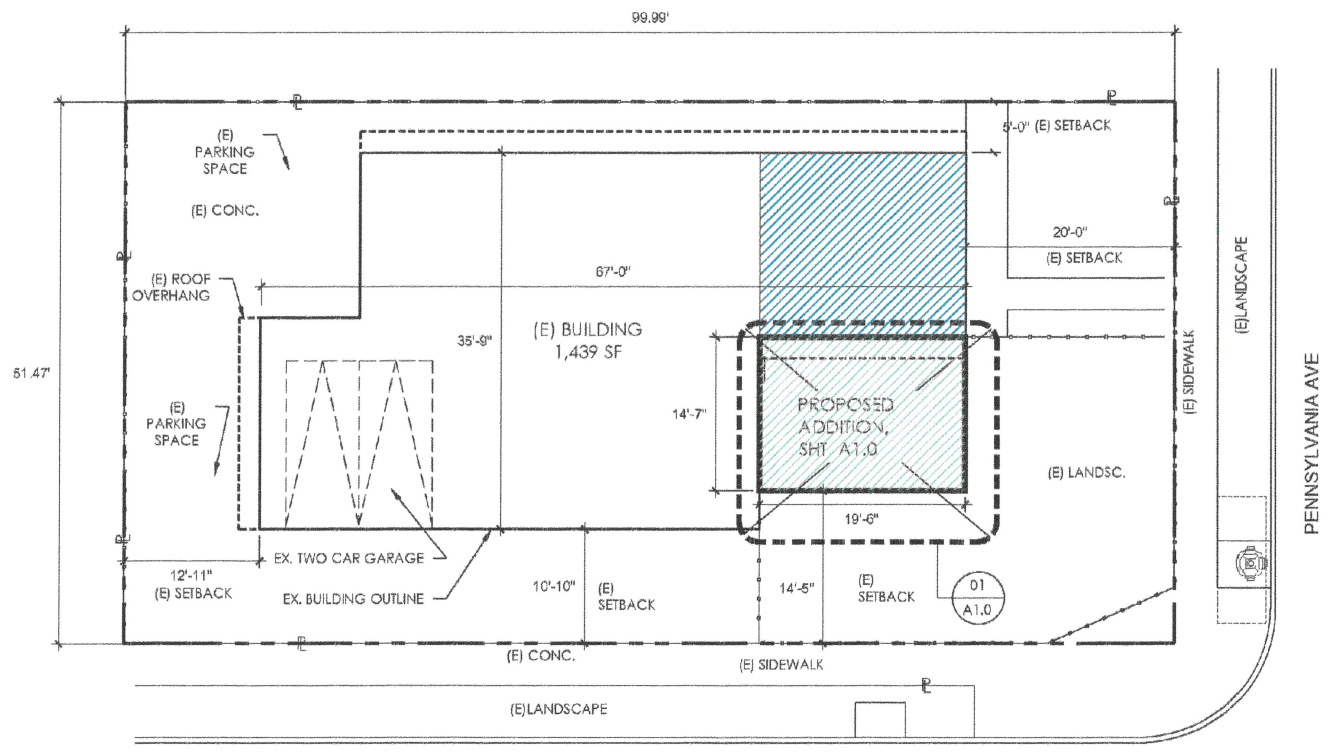 99.99'
(E)
PARKING
SPACE
5'-0" (E) SETBACK
(E) CONC.
20'-0"
(E) SETBACK
(E)LANDSCAPE
(E) ROOF
OVERHANG
67'-0"
(E) BUILDING
1,439 SF
35'-9"
51.47'
(E) SIDEWALK
PENNSYLVANIA AVE
(E)
PARKING
SPACE
14'-7"
PROPOSED
ADDITION,
SHT A1.0
(E) LANDSC.
19'-6"
EX. TWO CAR GARAGE
12'-11"
(E) SETBACK
EX. BUILDING OUTLINE
10'-10"
(E)
SETBACK
14'-5"
(E)
SETBACK
01
A1.0
(E) CONC.
(E) SIDEWALK
(E)LANDSCAPE